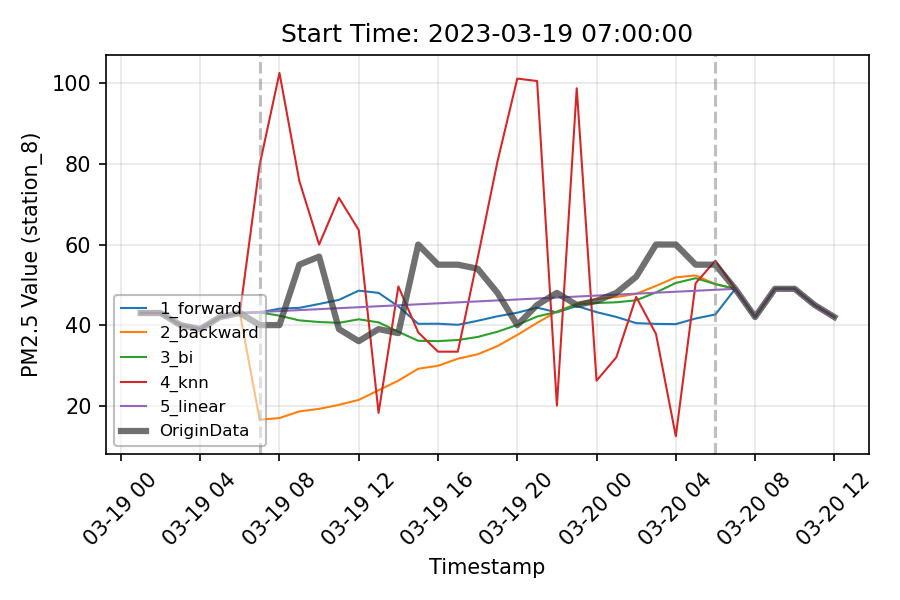 Start Time: 2023-03-19 07:00:00
PM2.5 Value (station_8)
100
80
60
40
20
1_forward
2_backward
3_bi
4_knn
5_linear
OriginData
03-19 00
03-19 04
03-19 08
03-19 12
03-19 16
03-19 20
03-20 00
03-20 04
03-20 08
03-20 12
Timestamp